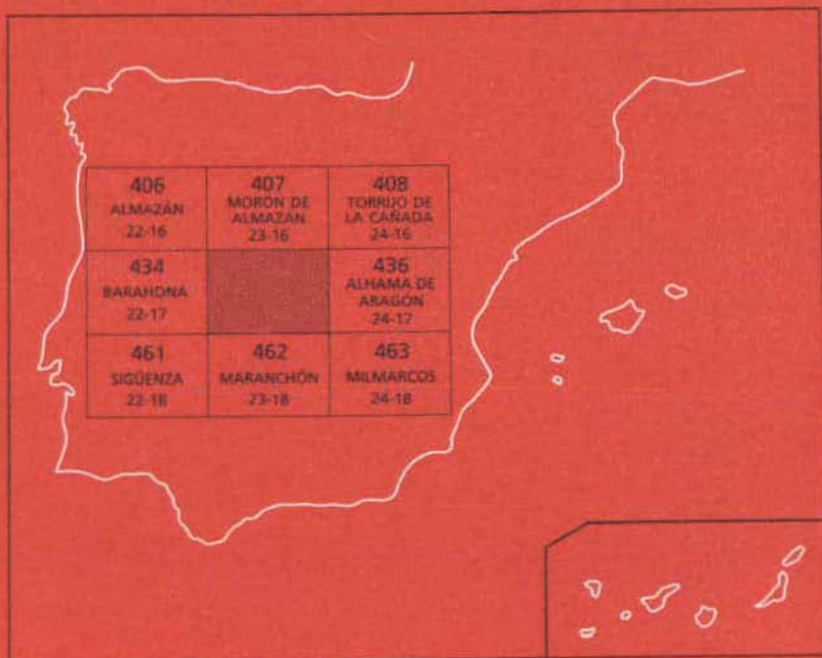 406
ALMAZÁN
22-16
407
MORÓN DE
ALMAZAN
23-16
408
TORRIJO DE
LA CAÑADA
24-16
434
BARAHONA
22-17
436
ALHAMA DE
ARAGÓN
24-17
461
SIGÜENZA
22-18
462
MARANCHÓN
23-18
463
MILMARCOS
24-18